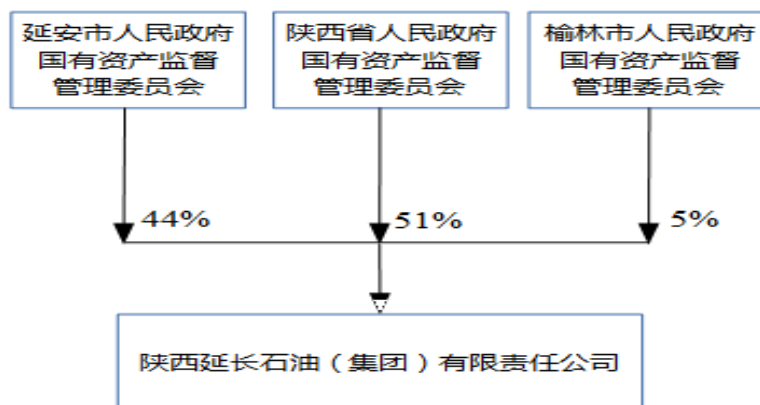 延安市人民政府
国有资产监督
管理委员会
陕西省人民政府
国有资产监督
管理委员会
榆林市人民政府
国有资产监督
管理委员会
44%
51%
5%
陕西延长石油（集团）有限责任公司